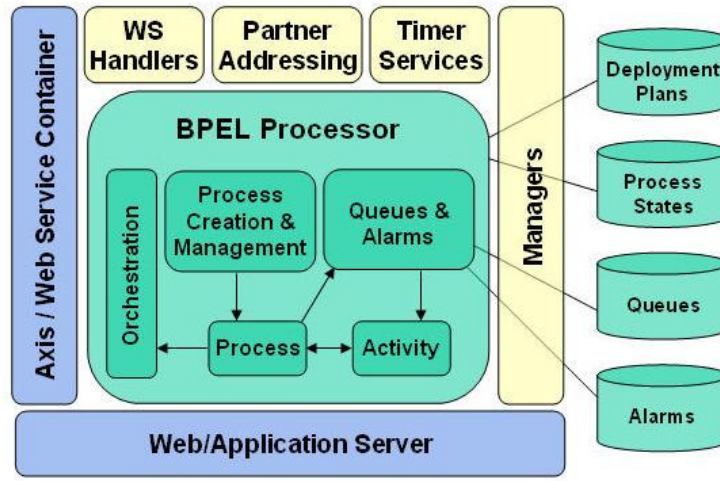 Axis / Web Service Container
WS
Handlers
Partner
Addressing
Timer
Services
BPEL Processor
Orchestration
Process
Creation &
Management
Queues &
Alarms
Process
Activity
Managers
Deployment
Plans
Process
States
Queues
Alarms
Web/Application Server